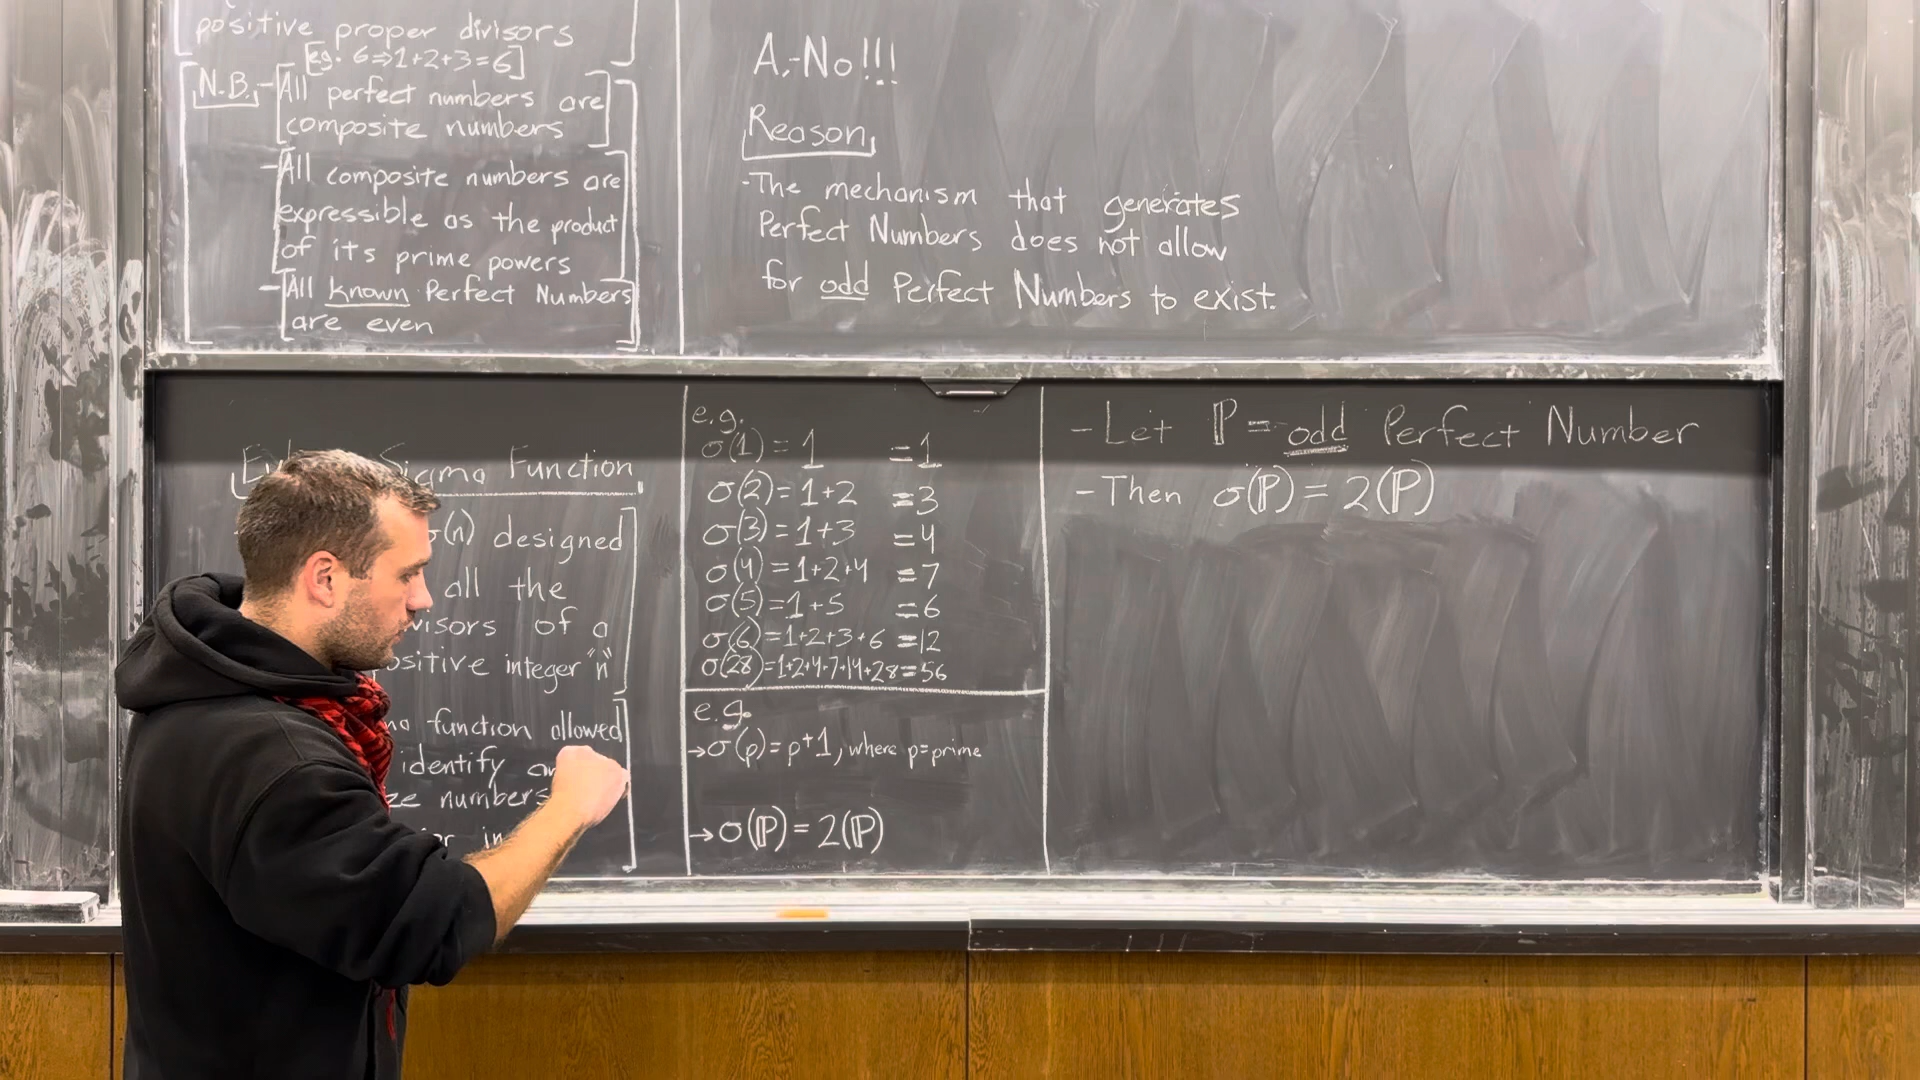 positive proper divisors
[eg. 6⇒1+2+3=6]
N.B. - All perfect numbers are
composite numbers
- All composite numbers are
expressible as the product
of its prime powers
- All known Perfect Numbers
are even
A.-No!!!
Reason
-The mechanism that generates
Perfect Numbers does not allow
for odd Perfect Numbers to exist.
Sigma Function
σ(n) designed
all the
of a
integer "n"
function allowed
identify
numbers
e.g.
σ(1) = 1 = 1
σ(2) = 1+2 = 3
σ(3) = 1+3 = 4
σ(4) = 1+2+4 = 7
σ(5) = 1+5 = 6
σ(6) = 1+2+3+6 = 12
σ(28) = 1+2+4+7+14+28 = 56
e.g.
→σ(p) = p+1, where p=prime
→σ(ℙ) = 2(ℙ)
- Let ℙ = odd Perfect Number
- Then σ(ℙ) = 2(ℙ)